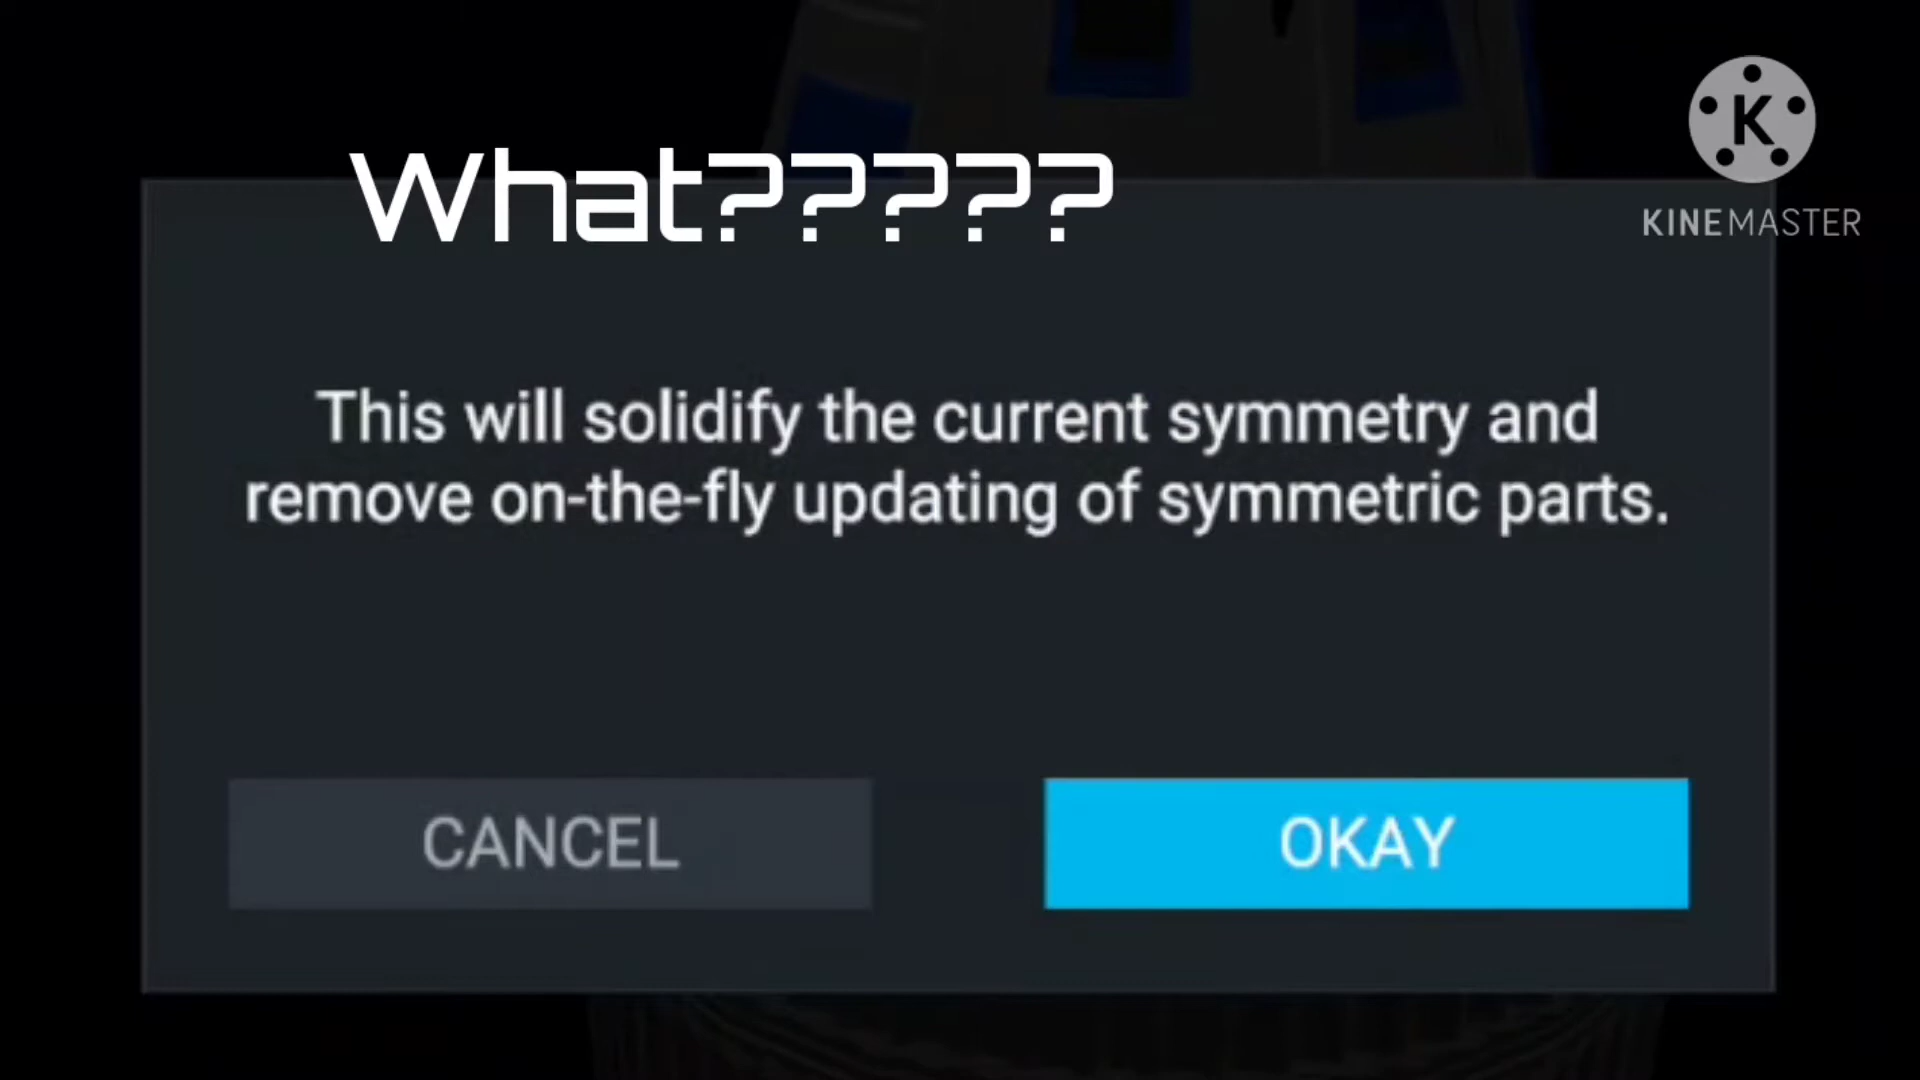 What?????
KINEMASTER
This will solidify the current symmetry and
remove on-the-fly updating of symmetric parts.
CANCEL
OKAY